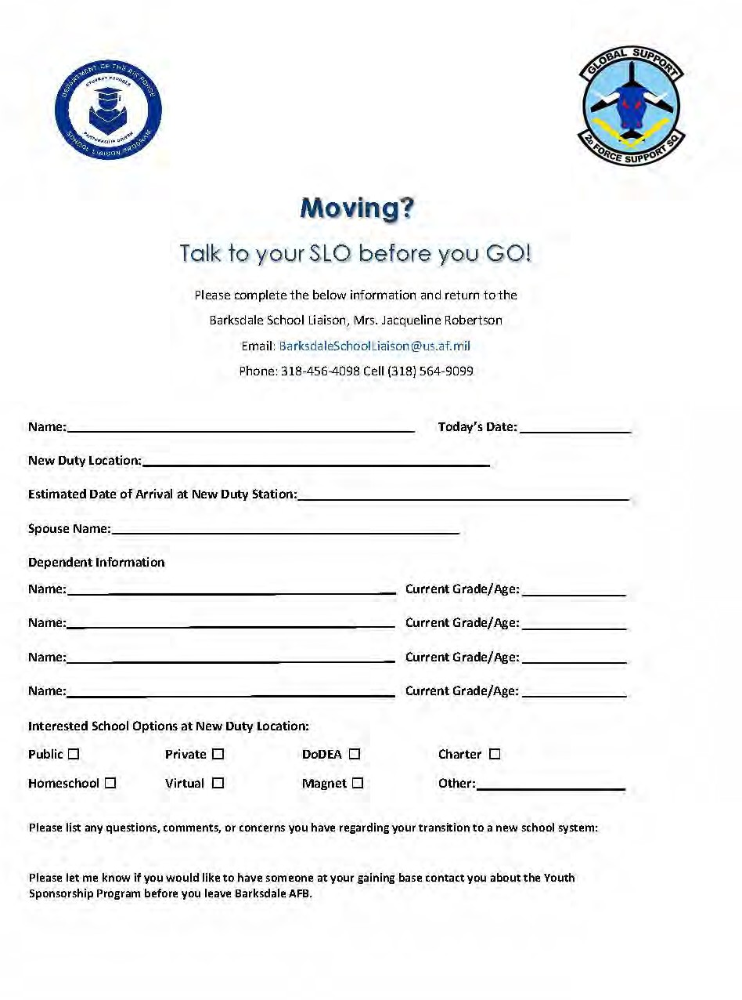 DEPARTMENT OF THE AIR FORCE
STUDENT FOCUSED
PARTNERSHIP DRIVEN
SCHOOL LIAISON PROGRAM
GLOBAL SUPPORT
2D FORCE SUPPORT SQ
Moving?
Talk to your SLO before you GO!
Please complete the below information and return to the
Barksdale School Liaison, Mrs. Jacqueline Robertson
Email: BarksdaleSchoolLiaison@us.af.mil
Phone: 318-456-4098 Cell (318) 564-9099
Name: Today's Date:
New Duty Location:
Estimated Date of Arrival at New Duty Station:
Spouse Name:
Dependent Information
Name: Current Grade/Age:
Name: Current Grade/Age:
Name: Current Grade/Age:
Name: Current Grade/Age:
Interested School Options at New Duty Location:
Public ☐ Private ☐ DoDEA ☐ Charter ☐
Homeschool ☐ Virtual ☐ Magnet ☐ Other:
Please list any questions, comments, or concerns you have regarding your transition to a new school system:
Please let me know if you would like to have someone at your gaining base contact you about the Youth
Sponsorship Program before you leave Barksdale AFB.